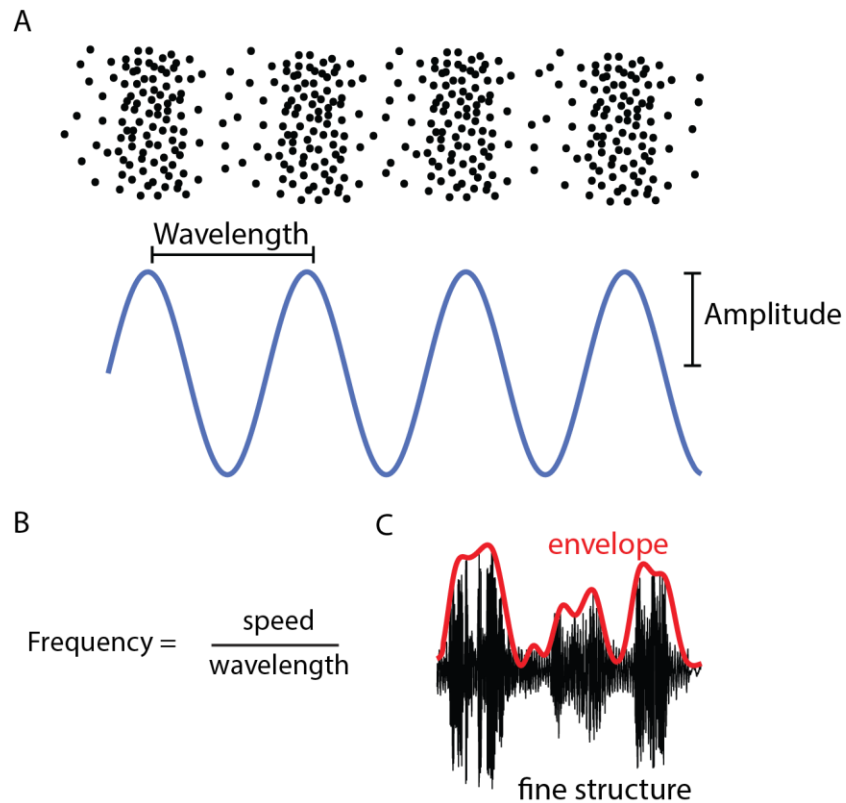 A
Wavelength
Amplitude
B
Frequency = speed
wavelength
C
envelope
fine structure